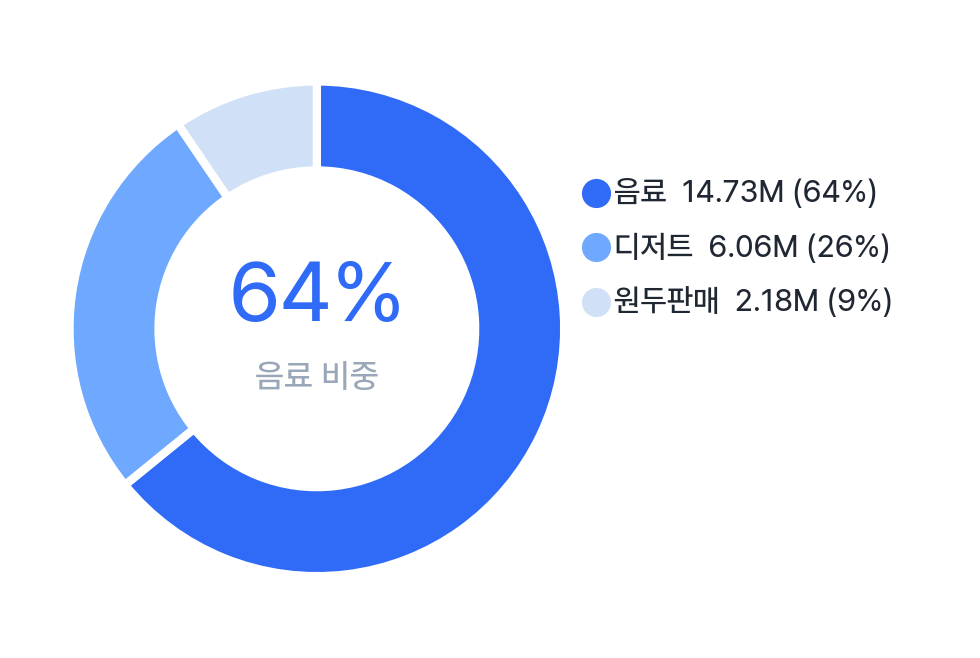 64%
음료 비중
음료 14.73M (64%)
디저트 6.06M (26%)
원두판매 2.18M (9%)